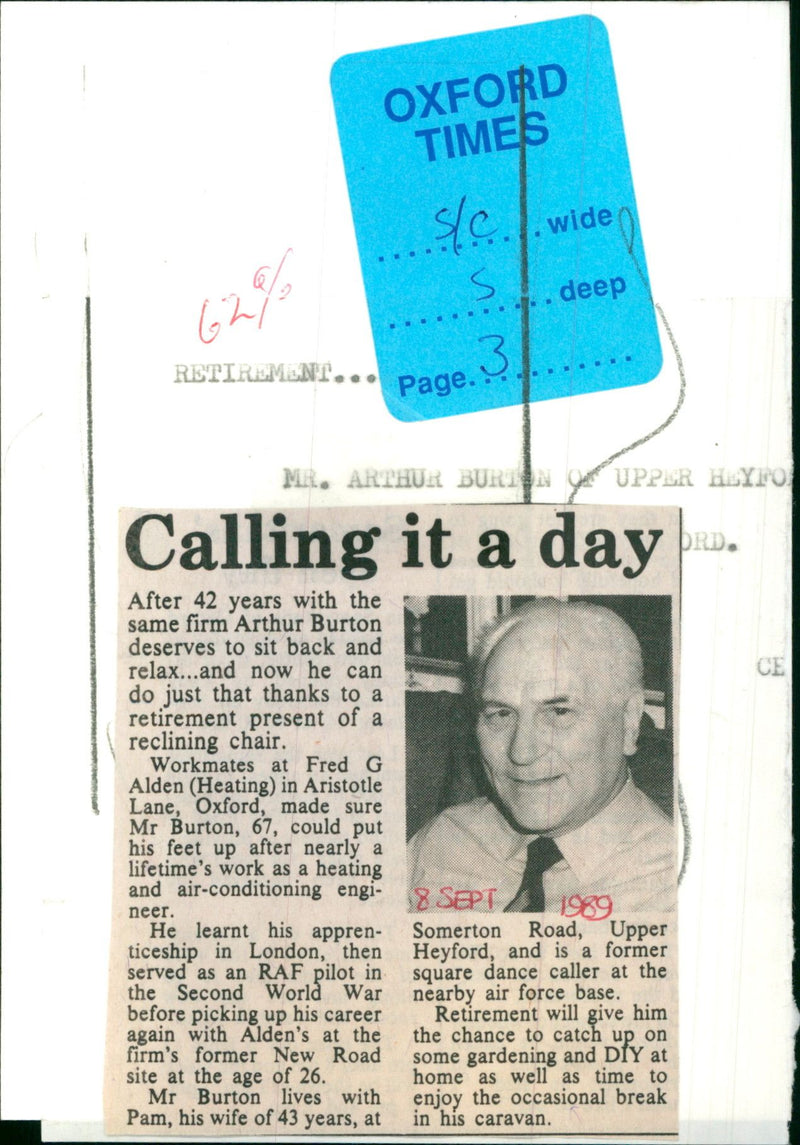 OXFORD
TIMES
S/C wide
5 deep
Page. 3
62%
RETIREMENT...
MR. ARTHUR BURTON OF UPPER HEYFO
ORD.
CE
Calling it a day
After 42 years with the
same firm Arthur Burton
deserves to sit back and
relax...and now he can
do just that thanks to a
retirement present of a
reclining chair.
Workmates at Fred G
Alden (Heating) in Aristotle
Lane, Oxford, made sure
Mr Burton, 67, could put
his feet up after nearly a
lifetime's work as a heating
and air-conditioning engi-
neer.
He learnt his appren-
ticeship in London, then
served as an RAF pilot in
the Second World War
before picking up his career
again with Alden's at the
firm's former New Road
site at the age of 26.
Mr Burton lives with
Pam, his wife of 43 years, at
8 SEPT 1989
Somerton Road, Upper
Heyford, and is a former
square dance caller at the
nearby air force base.
Retirement will give him
the chance to catch up on
some gardening and DIY at
home as well as time to
enjoy the occasional break
in his caravan.